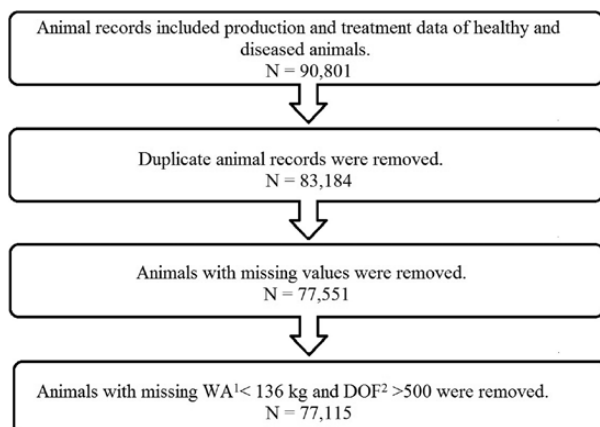 Animal records included production and treatment data of healthy and
diseased animals.
N = 90,801
Duplicate animal records were removed.
N = 83,184
Animals with missing values were removed.
N = 77,551
Animals with missing WA¹< 136 kg and DOF² >500 were removed.
N = 77,115